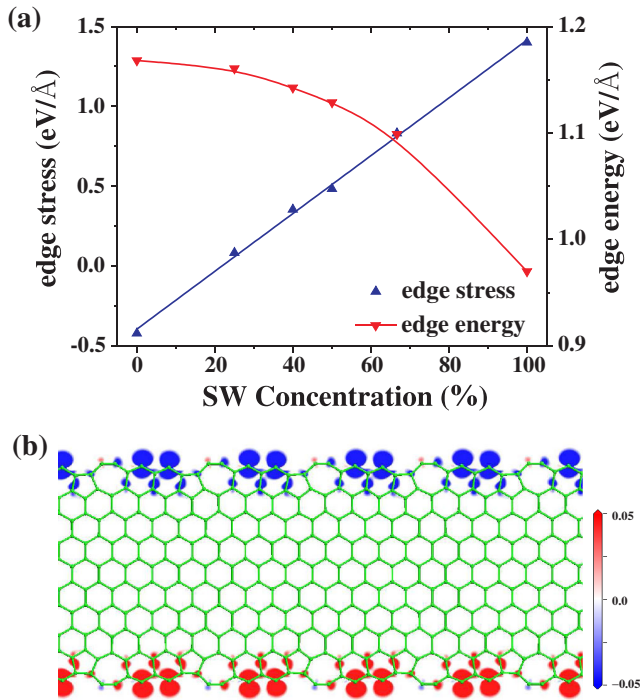 (a)
1.5
1.0
0.5
0.0
-0.5
edge stress (eV/Å)
1.2
1.1
1.0
0.9
edge energy (eV/Å)
edge stress
edge energy
0 20 40 60 80 100
SW Concentration (%)
(b)
0.05
0.0
−0.05